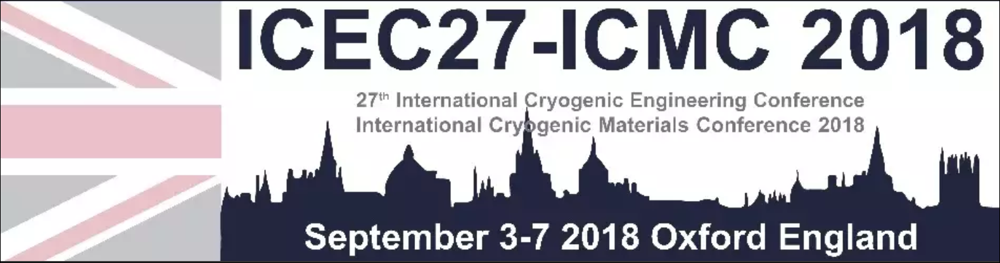 ICEC27-ICMC 2018
27th International Cryogenic Engineering Conference
International Cryogenic Materials Conference 2018
September 3-7 2018 Oxford England